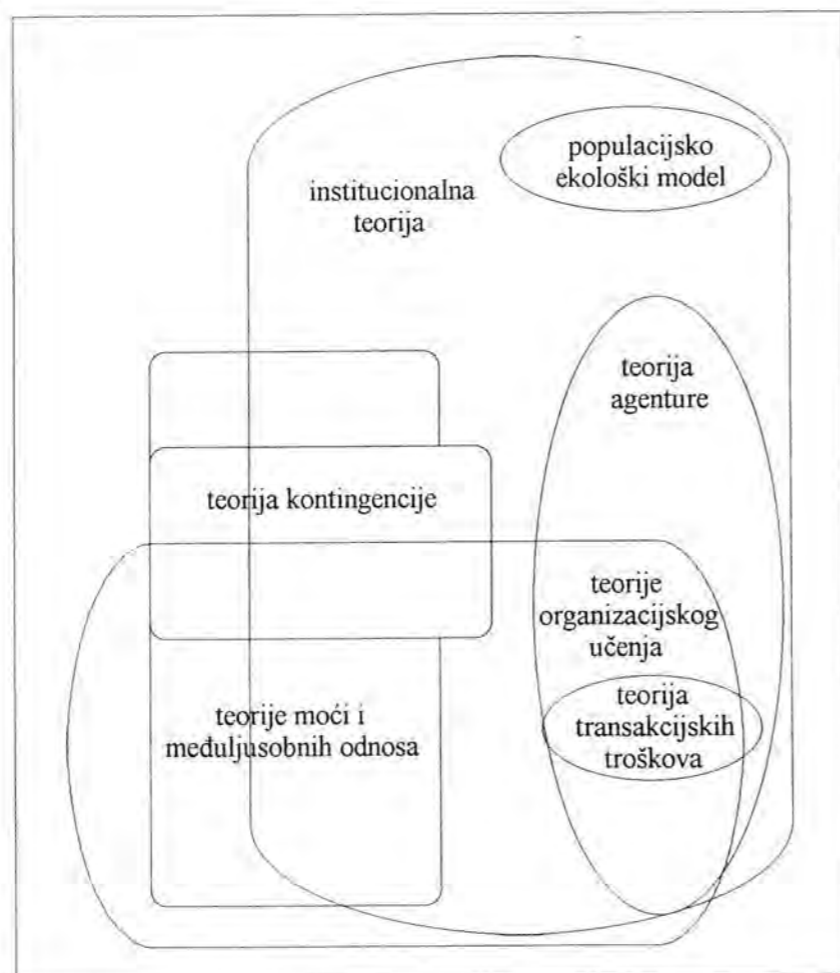 populacijsko
ekološki model
institucionalna
teorija
teorija
agenture
teorija kontingencije
teorije
organizacijskog
učenja
teorija
transakcijskih
troškova
teorije moći i
međuljusobnih odnosa